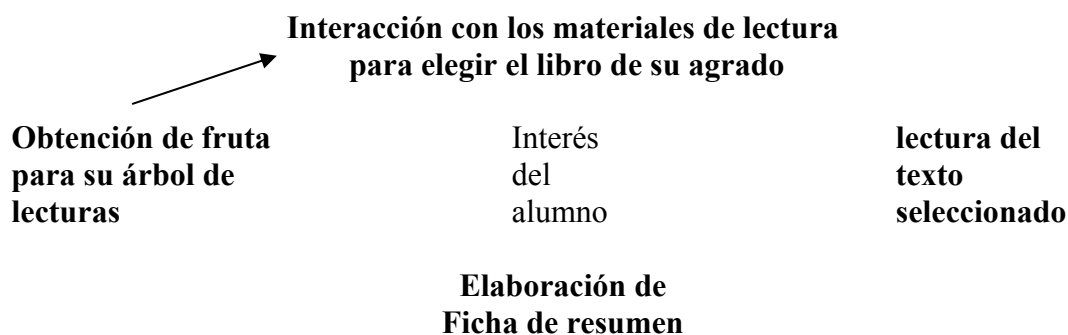 Interacción con los materiales de lectura
para elegir el libro de su agrado
Obtención de fruta
para su árbol de
lecturas
Interés
del
alumno
lectura del
texto
seleccionado
Elaboración de
Ficha de resumen